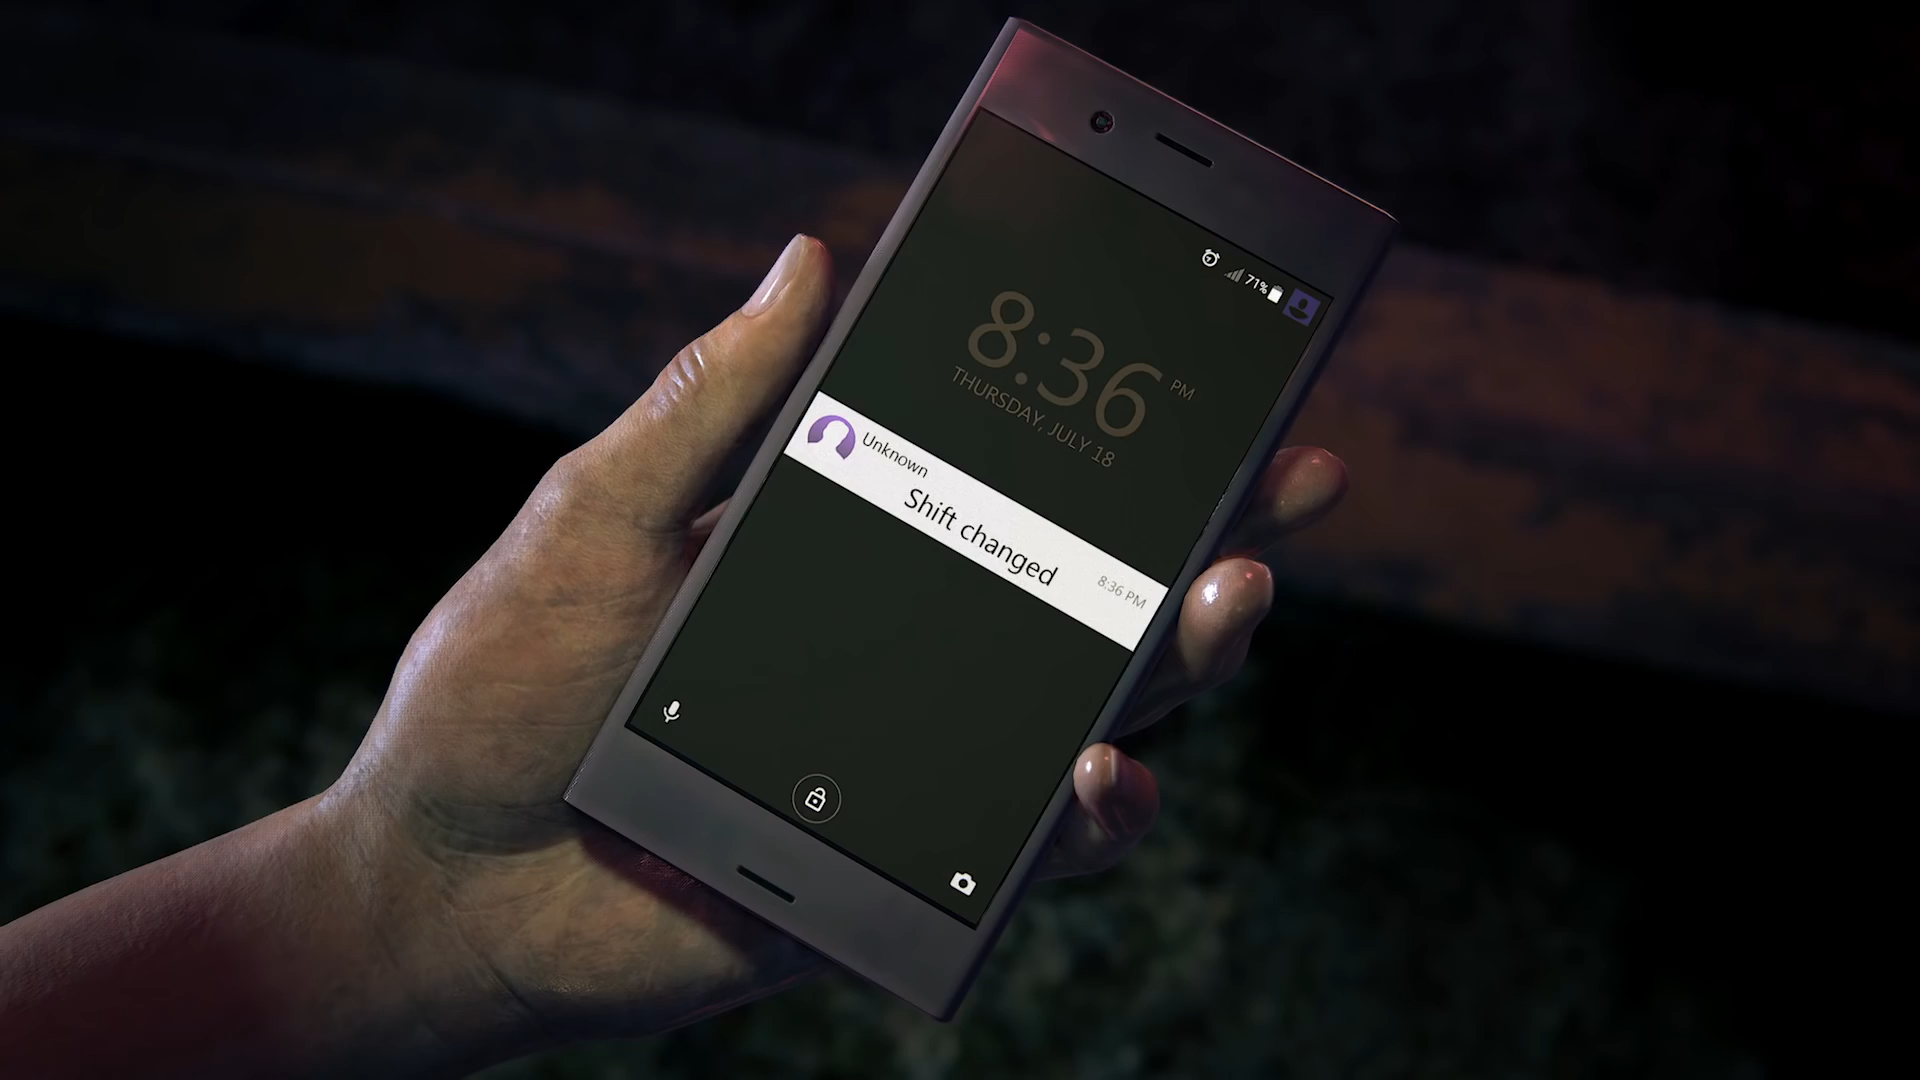 71%
8:36 PM
THURSDAY, JULY 18
Unknown
Shift changed
8:36 PM